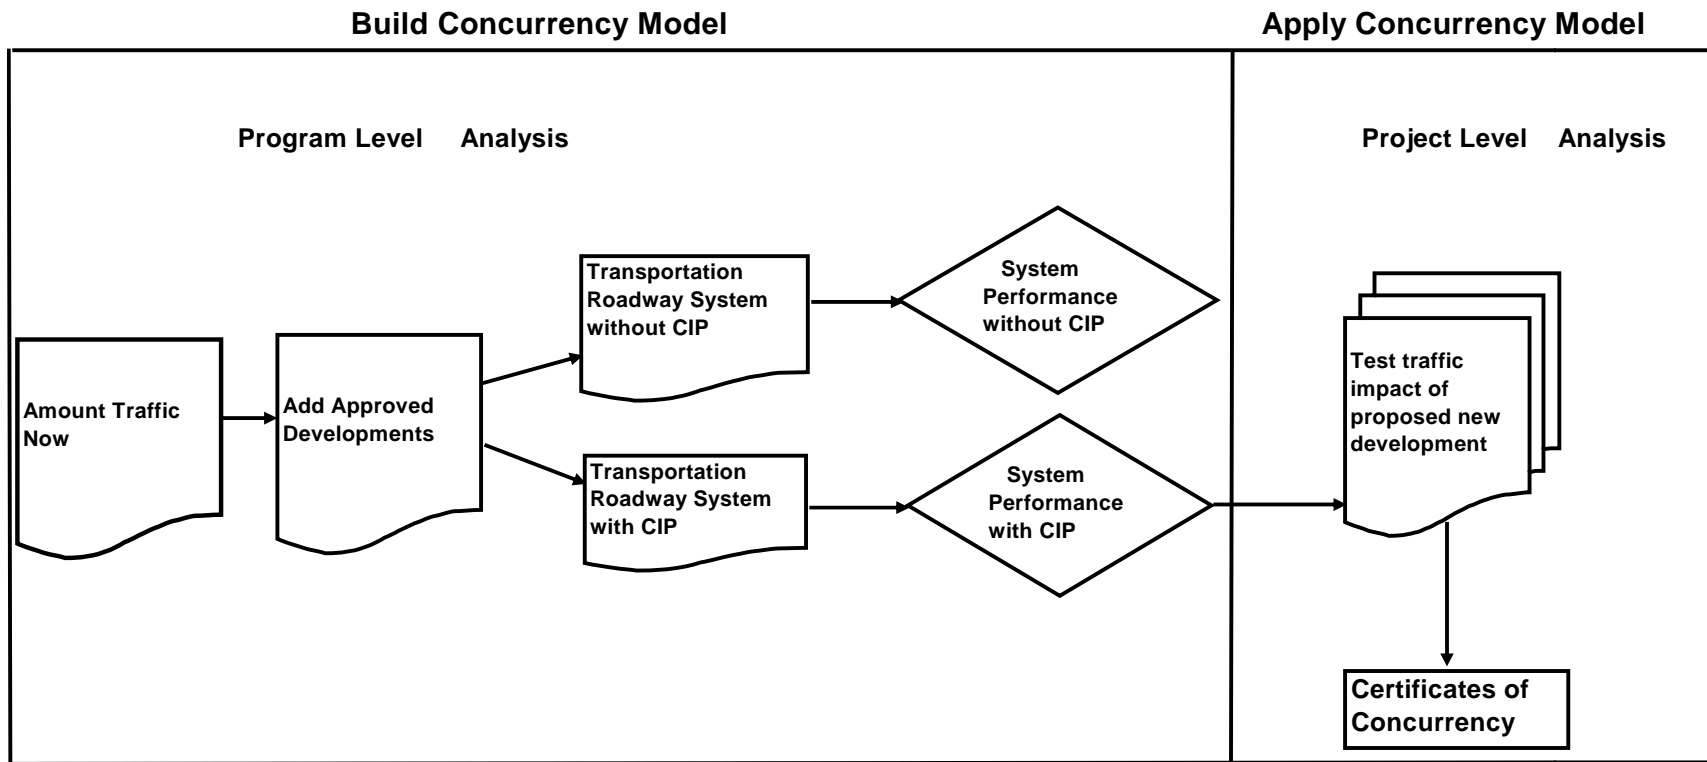 Build Concurrency Model
Apply Concurrency Model
Program Level Analysis
Project Level Analysis
Amount Traffic
Now
Add Approved
Developments
Transportation
Roadway System
without CIP
System
Performance
without CIP
Transportation
Roadway System
with CIP
System
Performance
with CIP
Test traffic
impact of
proposed new
development
Certificates of
Concurrency